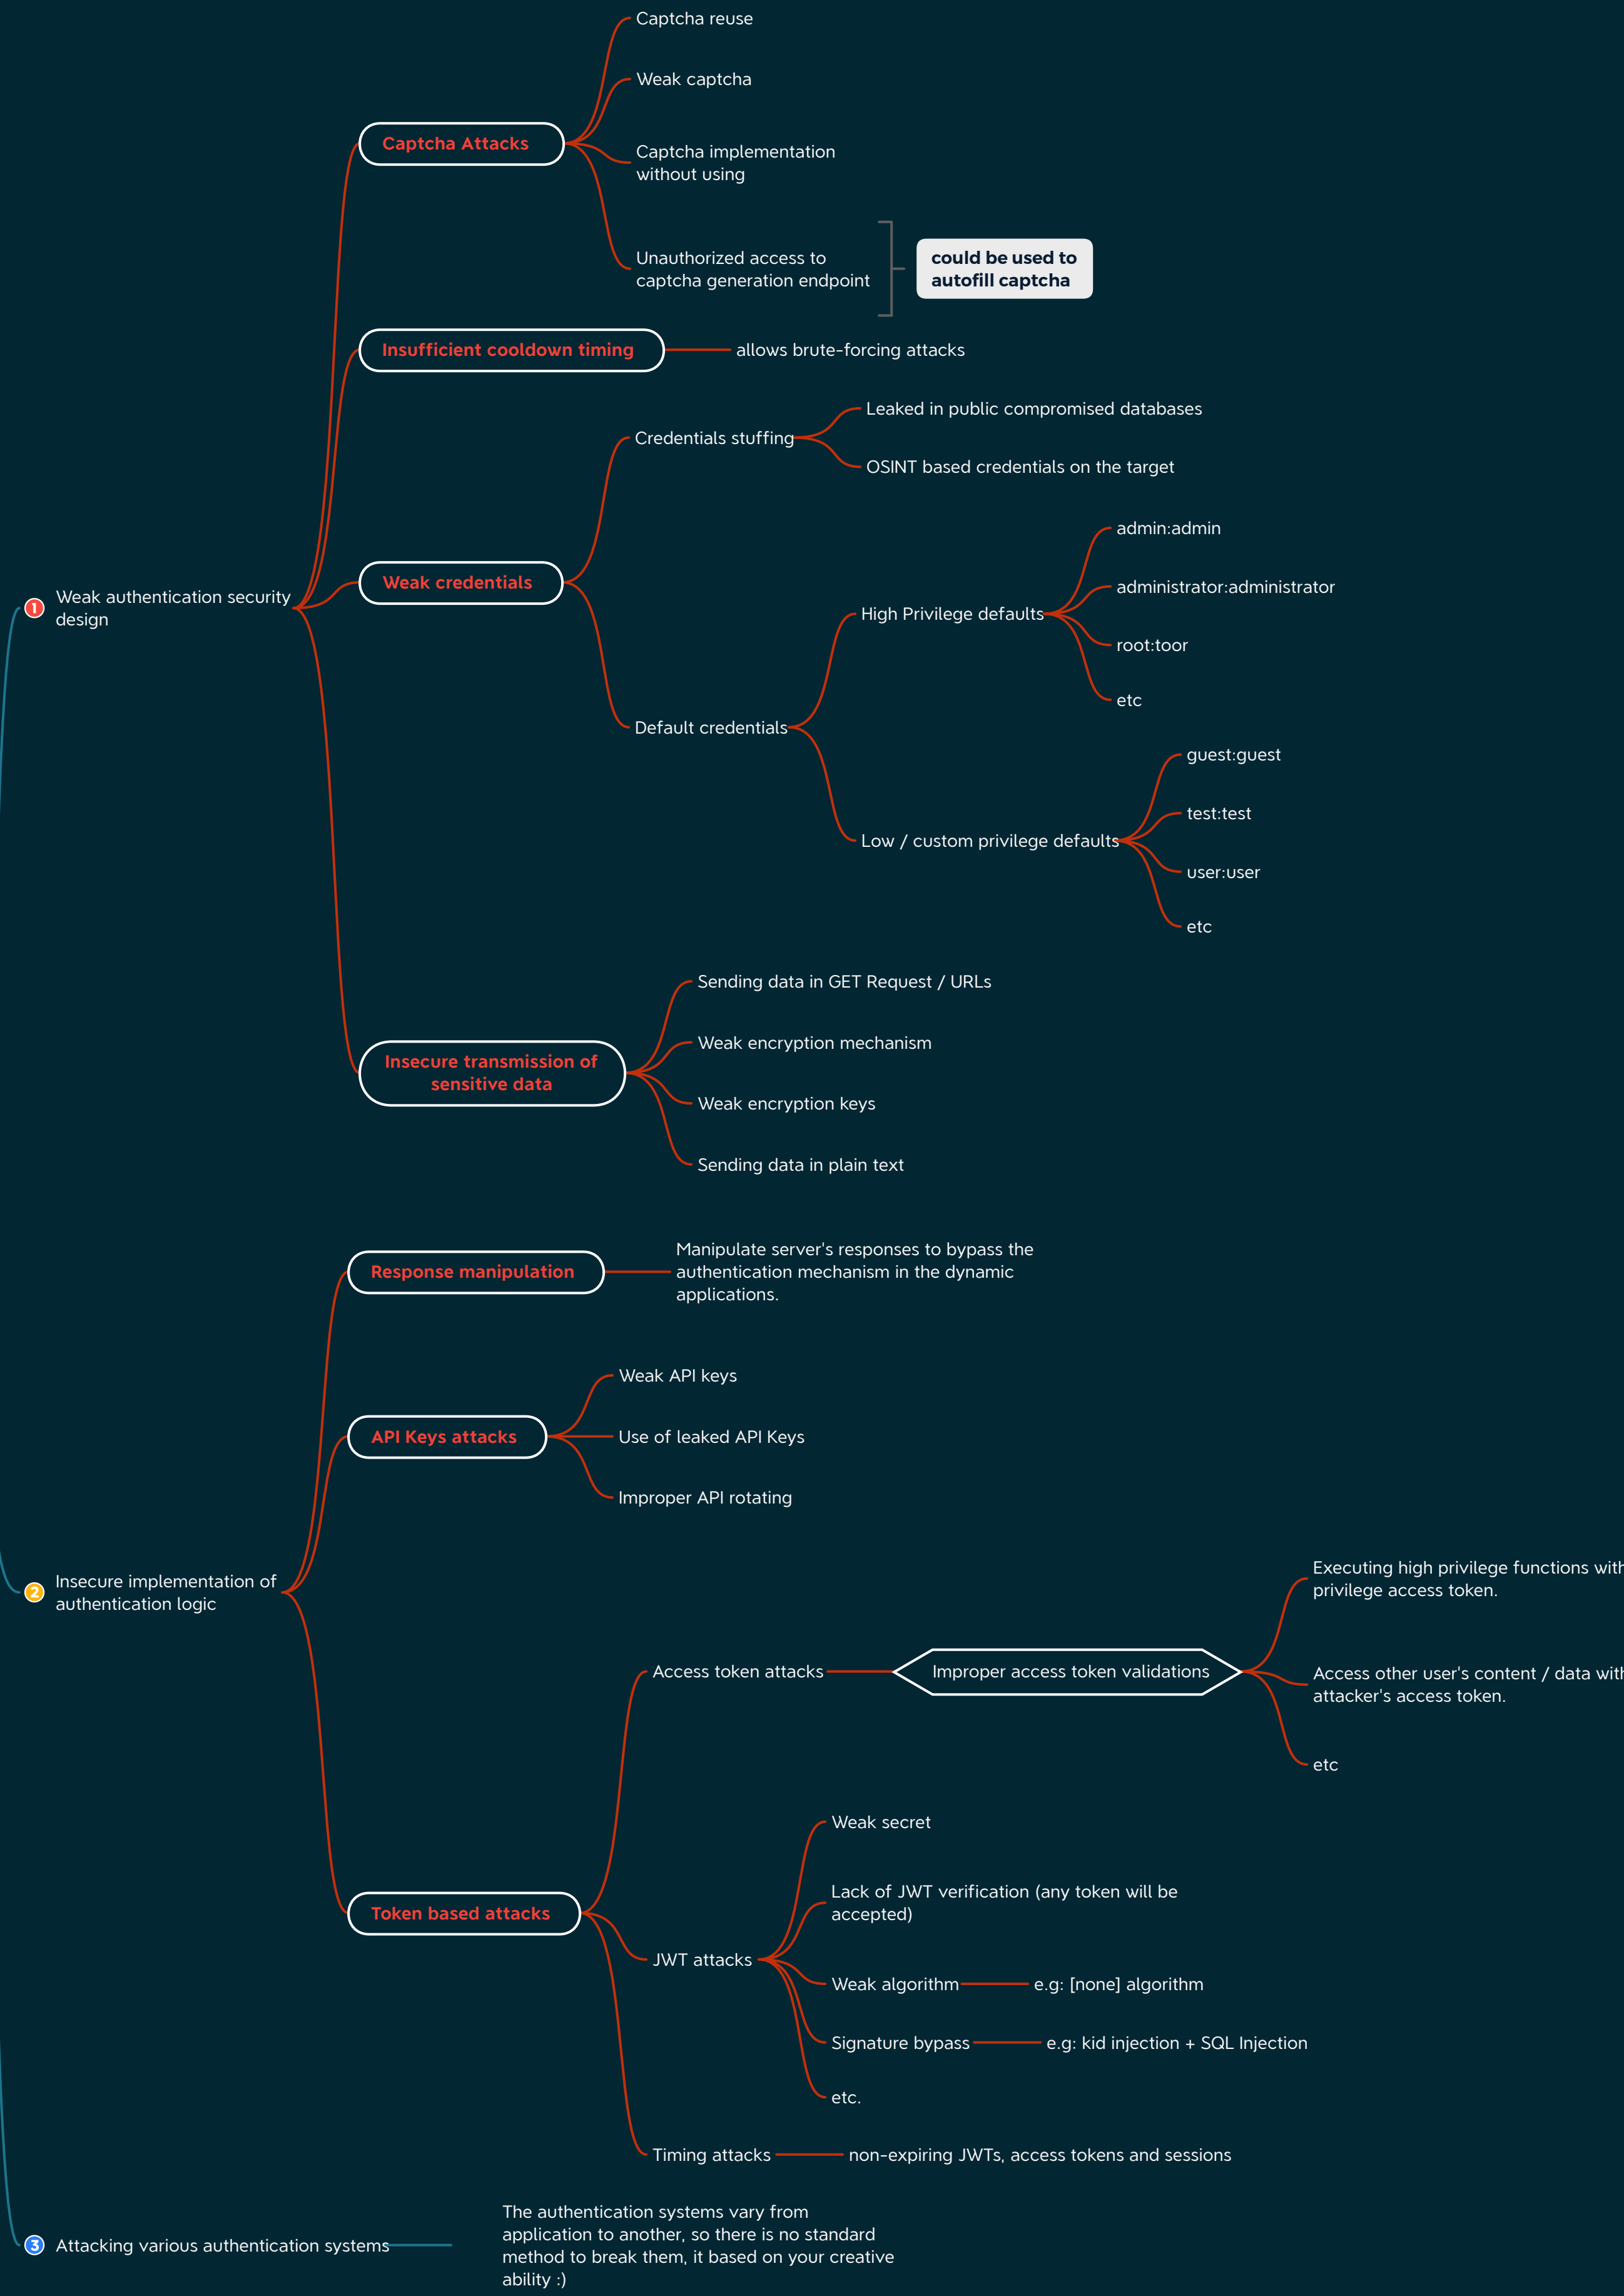 Captcha reuse
Weak captcha
Captcha Attacks
Captcha implementation
without using
Unauthorized access to
captcha generation endpoint
could be used to
autofill captcha
Insufficient cooldown timing
allows brute-forcing attacks
Leaked in public compromised databases
Credentials stuffing
OSINT based credentials on the target
admin:admin
Weak credentials
administrator:administrator
1
Weak authentication security
design
High Privilege defaults
root:toor
etc
Default credentials
guest:guest
test:test
Low / custom privilege defaults
user:user
etc
Sending data in GET Request / URLs
Weak encryption mechanism
Insecure transmission of
sensitive data
Weak encryption keys
Sending data in plain text
Response manipulation
Manipulate server's responses to bypass the
authentication mechanism in the dynamic
applications.
Weak API keys
API Keys attacks
Use of leaked API Keys
Improper API rotating
2
Insecure implementation of
authentication logic
Executing high privilege functions with
privilege access token.
Access token attacks
Improper access token validations
Access other user's content / data with
attacker's access token.
etc
Weak secret
Lack of JWT verification (any token will be
accepted)
Token based attacks
JWT attacks
Weak algorithm
e.g: [none] algorithm
Signature bypass
e.g: kid injection + SQL Injection
etc.
Timing attacks
non-expiring JWTs, access tokens and sessions
3
Attacking various authentication systems
The authentication systems vary from
application to another, so there is no standard
method to break them, it based on your creative
ability :)